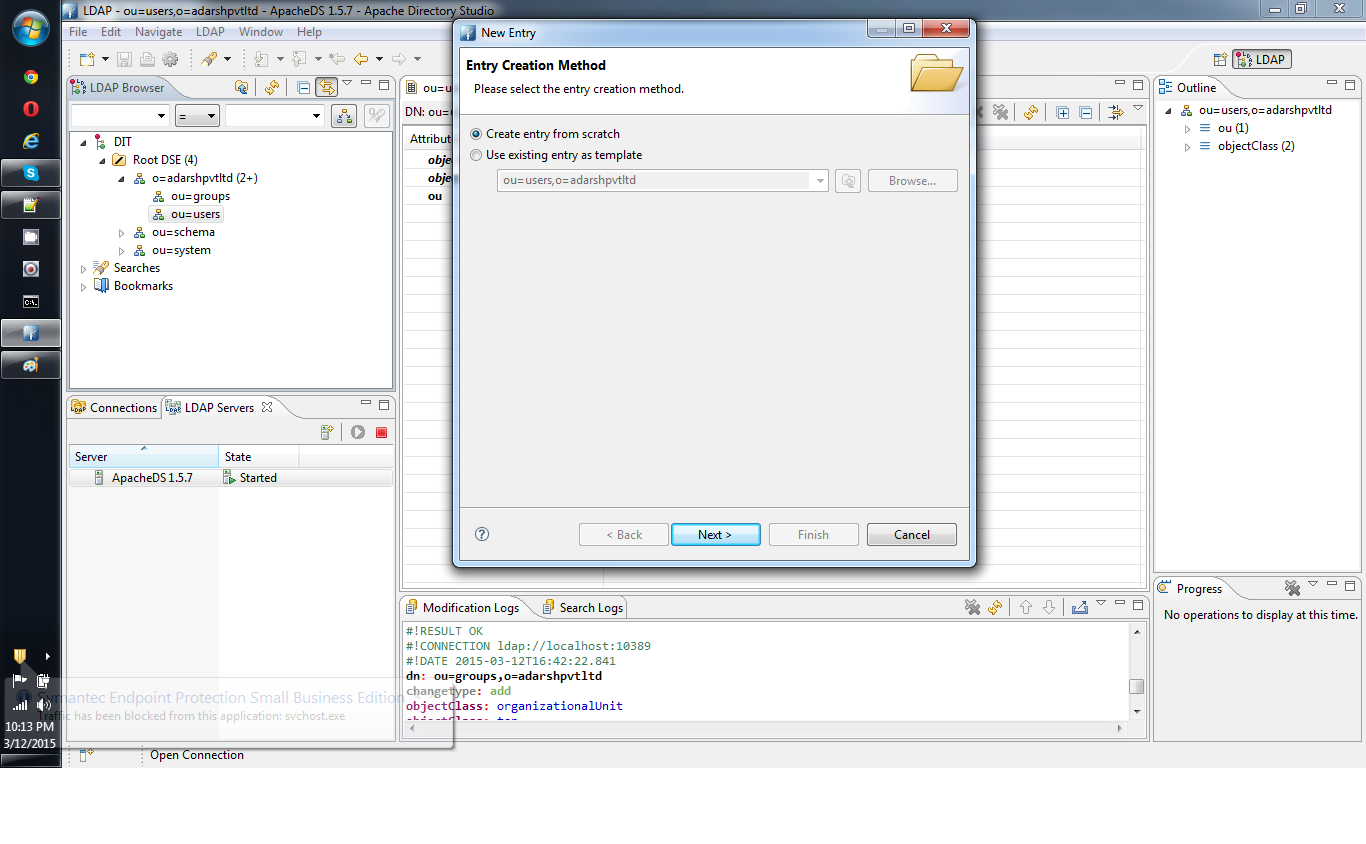 LDAP - ou=users,o=adarshpvtltd - ApacheDS 1.5.7 - Apache Directory Studio
File Edit Navigate LDAP Window Help
LDAP
LDAP Browser
=
DIT
Root DSE (4)
o=adarshpvtltd (2+)
ou=groups
ou=users
ou=schema
ou=system
Searches
Bookmarks
Connections
LDAP Servers
Server State
ApacheDS 1.5.7 Started
ou=u
DN: ou=
Attribut
obje
obje
ou
New Entry
Entry Creation Method
Please select the entry creation method.
Create entry from scratch
Use existing entry as template
ou=users,o=adarshpvtltd
Browse...
?
< Back
Next >
Finish
Cancel
Outline
ou=users,o=adarshpvtltd
ou (1)
objectClass (2)
Modification Logs
Search Logs
#!RESULT OK
#!CONNECTION ldap://localhost:10389
#!DATE 2015-03-12T16:42:22.841
dn: ou=groups,o=adarshpvtltd
changetype: add
objectClass: organizationalUnit
objectClass: top
Progress
No operations to display at this time.
Symantec Endpoint Protection Small Business Edition
Traffic has been blocked from this application: svchost.exe
10:13 PM
3/12/2015
Open Connection